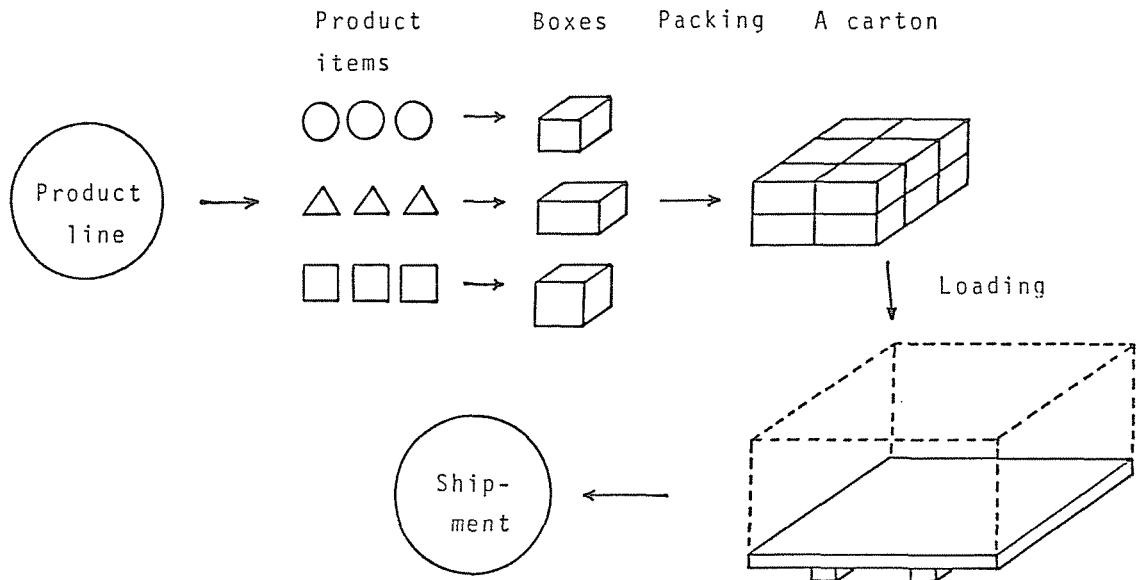 Product
items
Boxes
Packing
A carton
Product
line
Loading
Ship-
ment